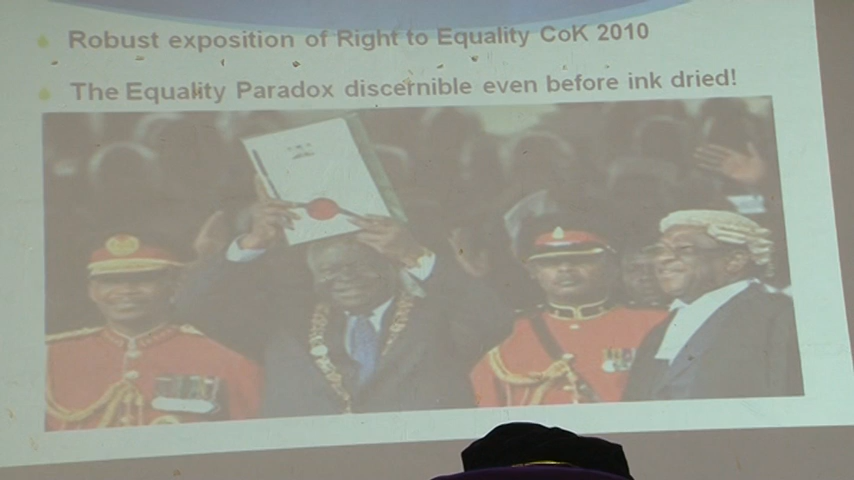 Robust exposition of Right to Equality CoK 2010
The Equality Paradox discernible even before ink dried!